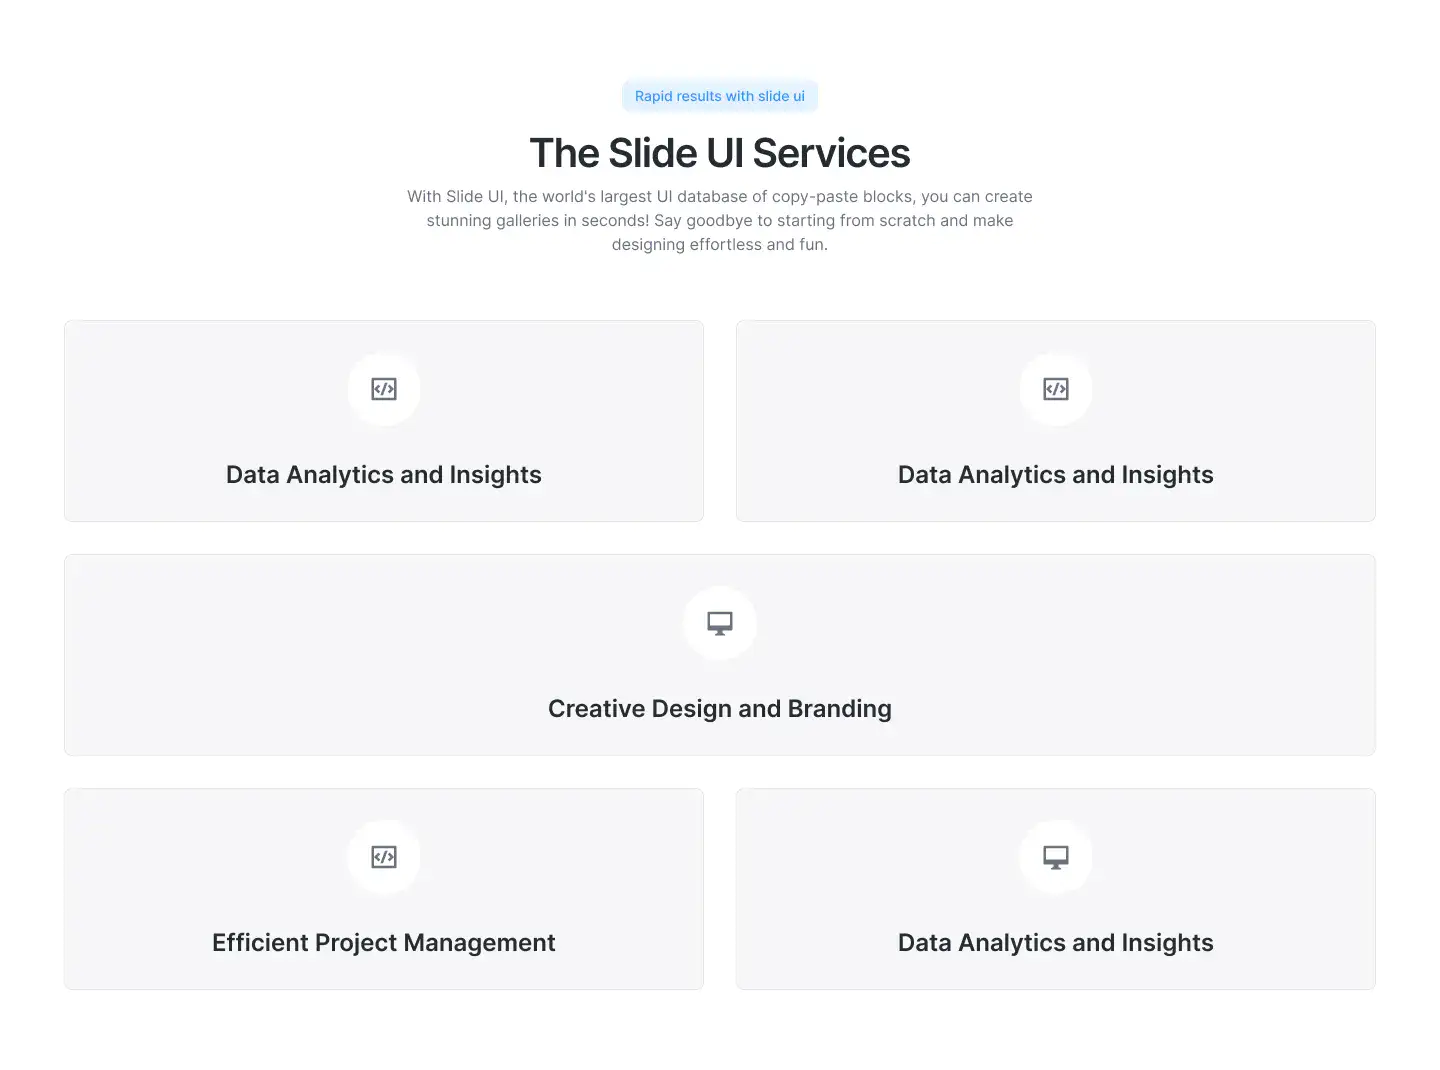 Rapid results with slide ui
The Slide UI Services
With Slide UI, the world's largest UI database of copy-paste blocks, you can create
stunning galleries in seconds! Say goodbye to starting from scratch and make
designing effortless and fun.
Data Analytics and Insights
Data Analytics and Insights
Creative Design and Branding
Efficient Project Management
Data Analytics and Insights